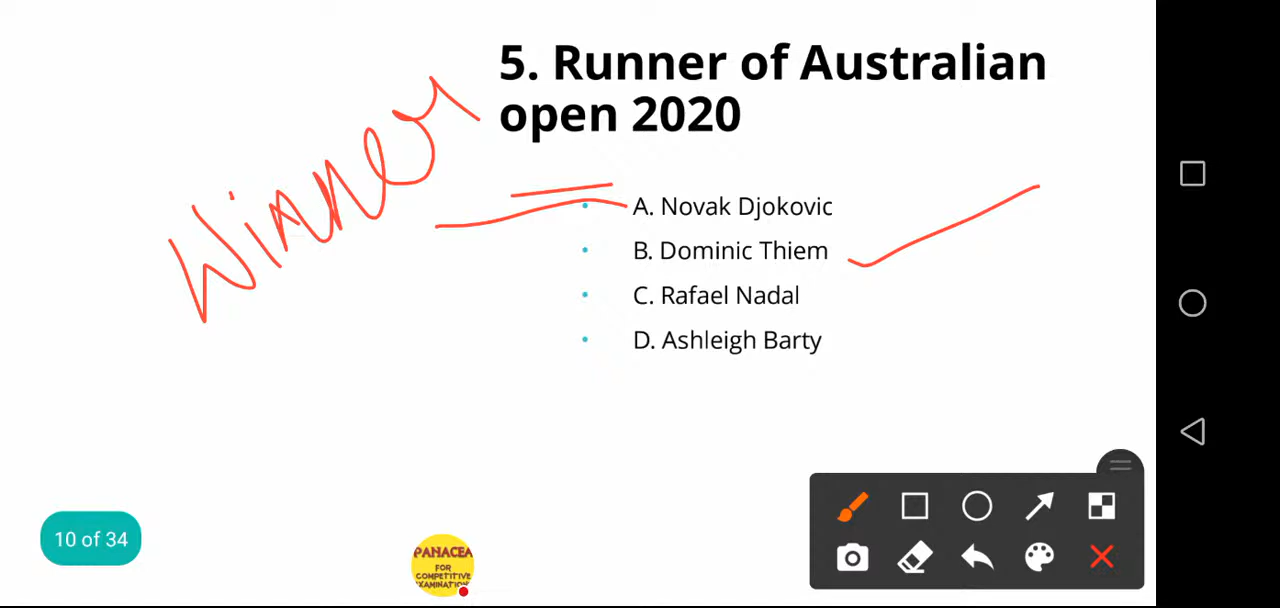 5. Runner of Australian
open 2020
Winner
A. Novak Djokovic
B. Dominic Thiem
C. Rafael Nadal
D. Ashleigh Barty
10 of 34
PANACEA
FOR
COMPETITIVE
EXAMINATION